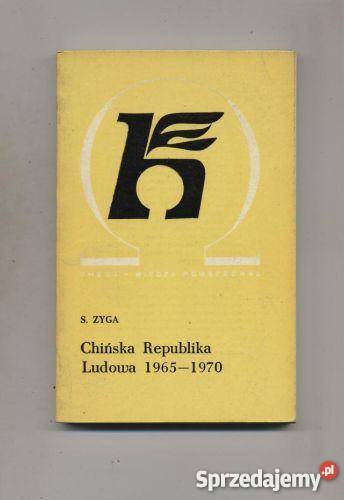 OMEGA - WIEDZA POWSZECHNA
S. ZYGA
Chińska Republika
Ludowa 1965—1970
Sprzedajemy.pl